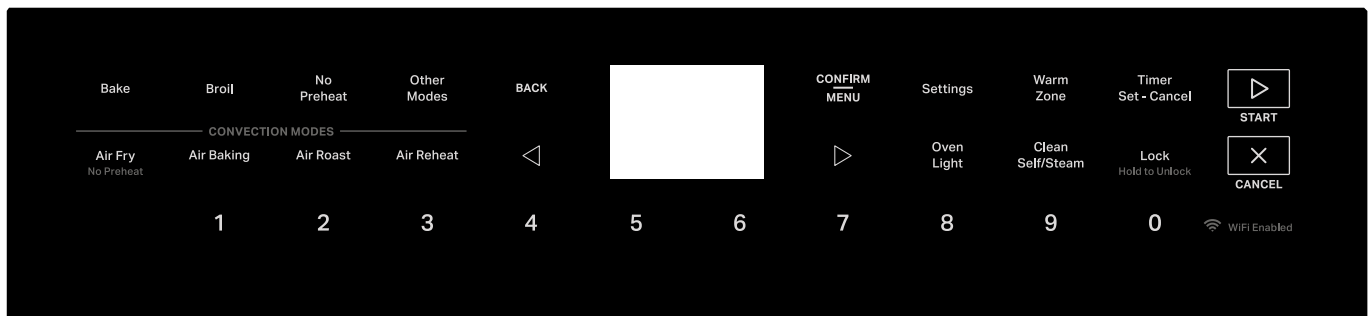 Bake
Broil
No
Preheat
Other
Modes
BACK
CONFIRM
MENU
Settings
Warm
Zone
Timer
Set - Cancel
START
CONVECTION MODES
Air Fry
No Preheat
Air Baking
Air Roast
Air Reheat
Oven
Light
Clean
Self/Steam
Lock
Hold to Unlock
CANCEL
1 2 3 4 5 6 7 8 9 0
WiFi Enabled